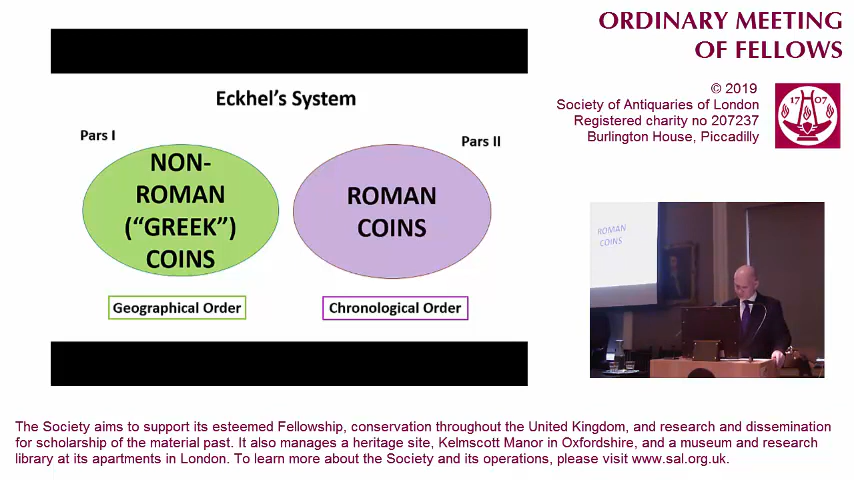 ORDINARY MEETING
OF FELLOWS
© 2019
Society of Antiquaries of London
Registered charity no 207237
Burlington House, Piccadilly
17 07
Eckhel's System
Pars I
Pars II
NON-
ROMAN
("GREEK")
COINS
ROMAN
COINS
Geographical Order
Chronological Order
ROMAN
COINS
The Society aims to support its esteemed Fellowship, conservation throughout the United Kingdom, and research and dissemination
for scholarship of the material past. It also manages a heritage site, Kelmscott Manor in Oxfordshire, and a museum and research
library at its apartments in London. To learn more about the Society and its operations, please visit www.sal.org.uk.